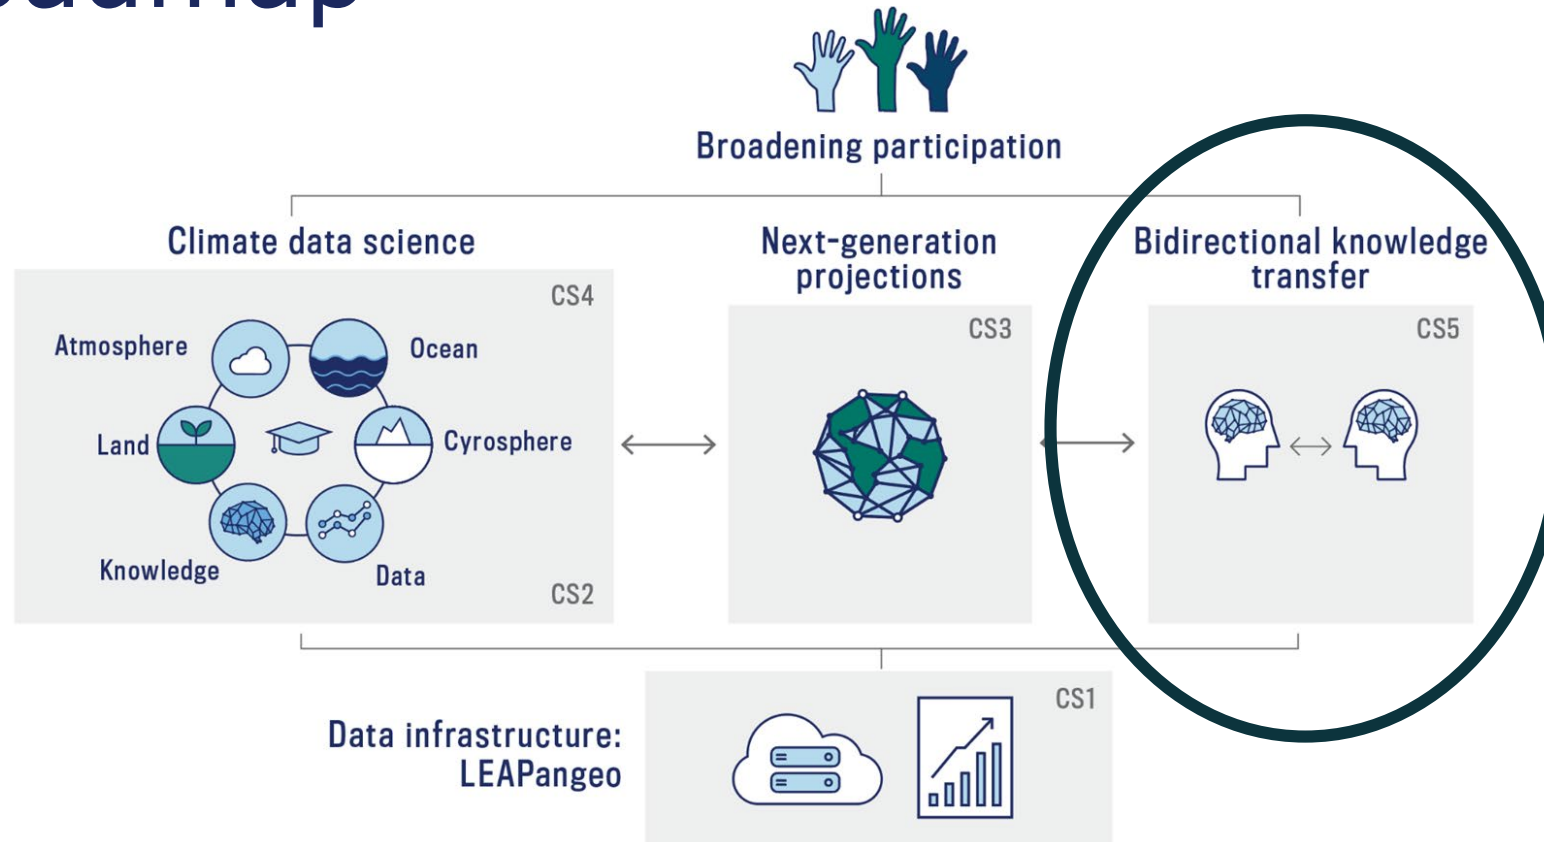 oadmap
Broadening participation
Climate data science
CS4
Atmosphere
Ocean
Land
Cyrosphere
Knowledge
Data
CS2
Next-generation
projections
CS3
Bidirectional knowledge
transfer
CS5
Data infrastructure:
LEAPangeo
CS1